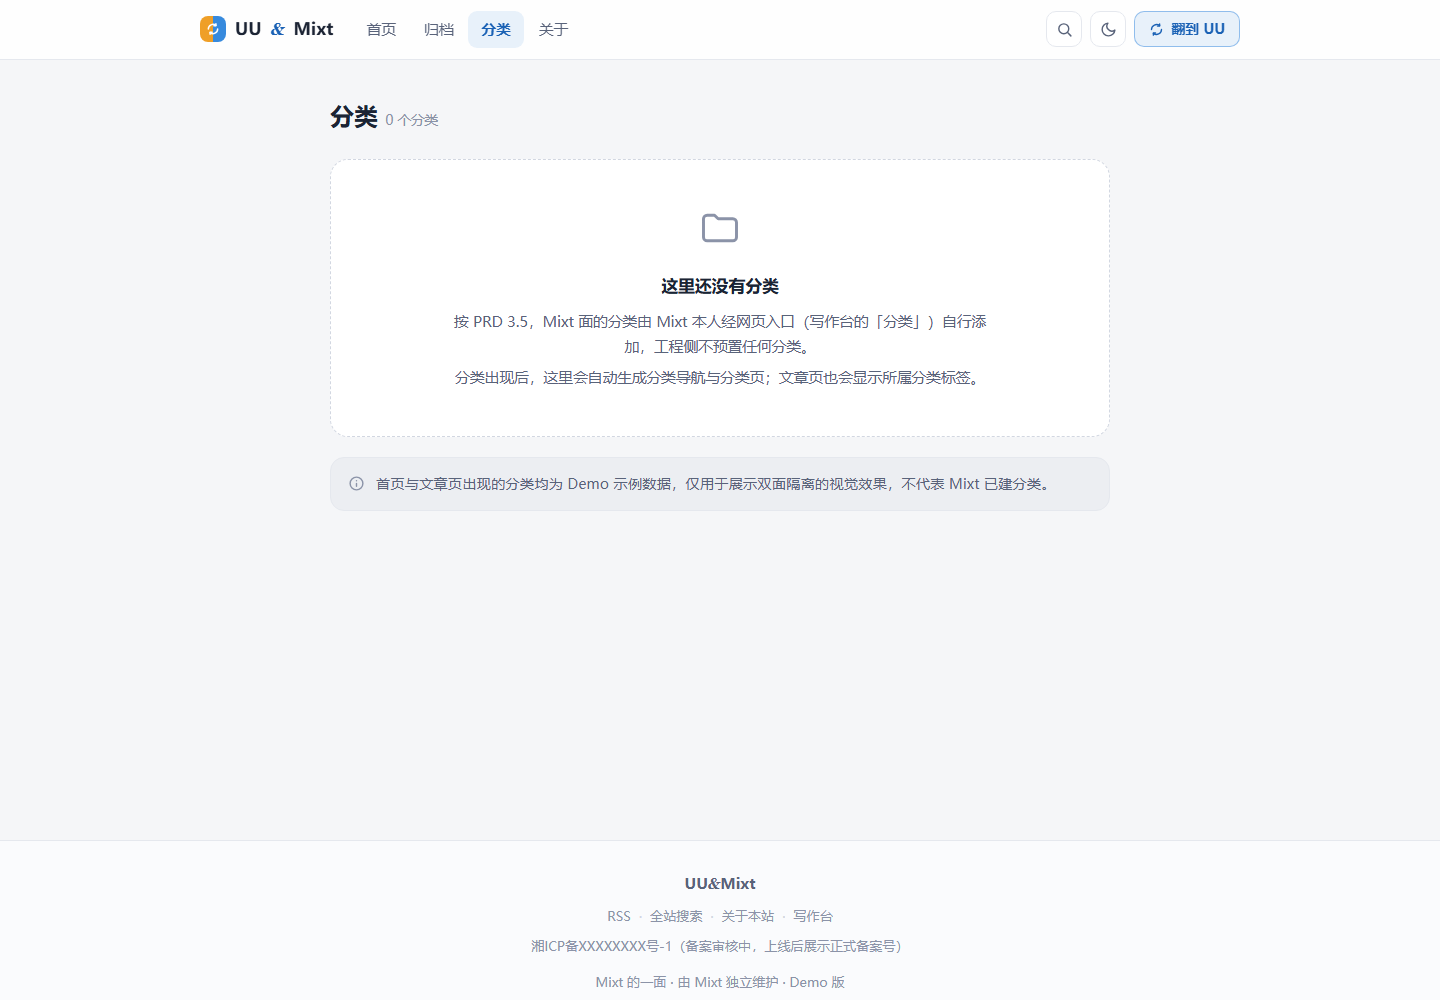 UU & Mixt
首页
归档
分类
关于
翻到 UU
分类 0 个分类
这里还没有分类
按 PRD 3.5，Mixt 面的分类由 Mixt 本人经网页入口（写作台的「分类」）自行添
加，工程侧不预置任何分类。
分类出现后，这里会自动生成分类导航与分类页；文章页也会显示所属分类标签。
首页与文章页出现的分类均为 Demo 示例数据，仅用于展示双面隔离的视觉效果，不代表 Mixt 已建分类。
UU&Mixt
RSS · 全站搜索 · 关于本站 · 写作台
湘ICP备XXXXXXXX号-1（备案审核中，上线后展示正式备案号）
Mixt 的一面 · 由 Mixt 独立维护 · Demo 版